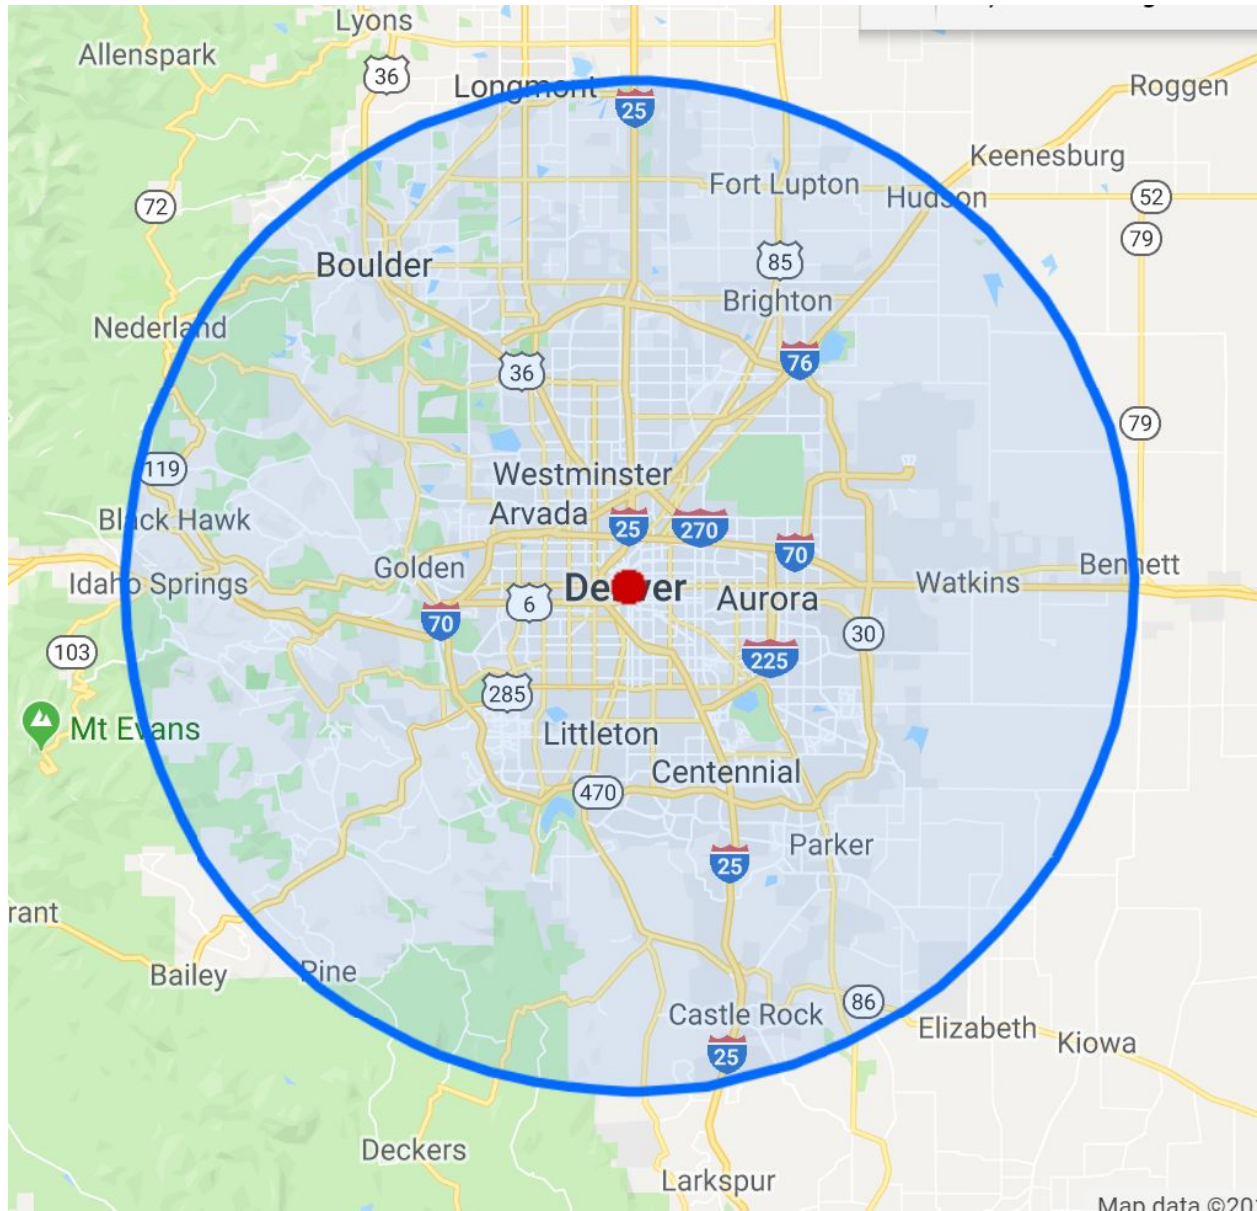 Lyons
Allenspark
36
Longmont
25
Roggen
Keenesburg
Fort Lupton
Hudson
52
72
79
Boulder
85
Brighton
Nederland
76
36
79
119
Westminster
Arvada
Black Hawk
25
270
70
Golden
Idaho Springs
Denver
6
Aurora
Watkins
Bennett
70
30
103
225
285
Mt Evans
Littleton
Centennial
470
Parker
25
rant
Bailey
Pine
86
Castle Rock
Elizabeth
Kiowa
25
Deckers
Larkspur
Map data ©20